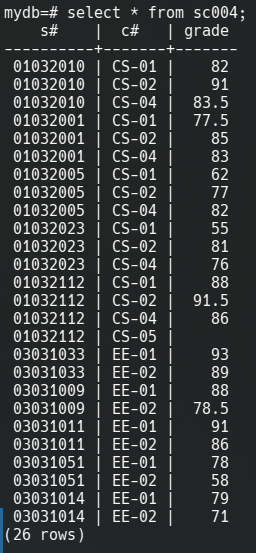 mydb=# select * from sc004;
    s#    |  c#   | grade
----------+-------+-------
 01032010 | CS-01 |    82
 01032010 | CS-02 |    91
 01032010 | CS-04 |  83.5
 01032001 | CS-01 |  77.5
 01032001 | CS-02 |    85
 01032001 | CS-04 |    83
 01032005 | CS-01 |    62
 01032005 | CS-02 |    77
 01032005 | CS-04 |    82
 01032023 | CS-01 |    55
 01032023 | CS-02 |    81
 01032023 | CS-04 |    76
 01032112 | CS-01 |    88
 01032112 | CS-02 |  91.5
 01032112 | CS-04 |    86
 01032112 | CS-05 |
 03031033 | EE-01 |    93
 03031033 | EE-02 |    89
 03031009 | EE-01 |    88
 03031009 | EE-02 |  78.5
 03031011 | EE-01 |    91
 03031011 | EE-02 |    86
 03031051 | EE-01 |    78
 03031051 | EE-02 |    58
 03031014 | EE-01 |    79
 03031014 | EE-02 |    71
(26 rows)